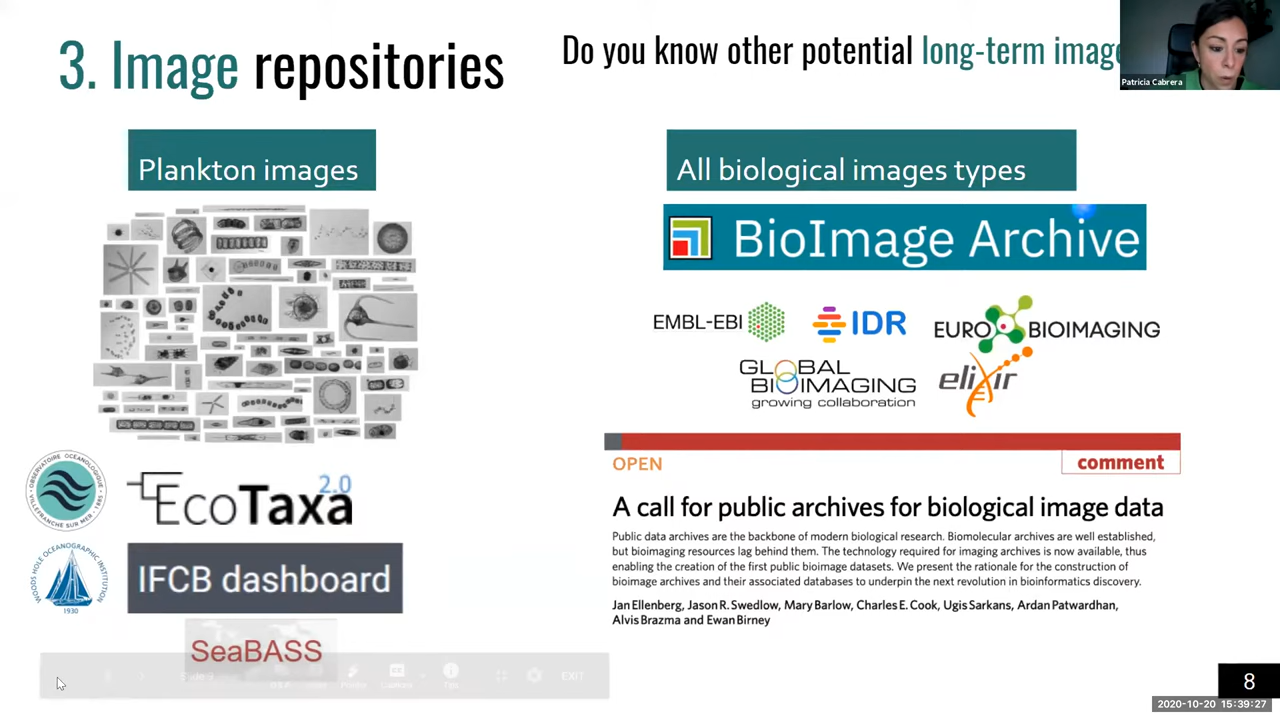 3. Image repositories
Do you know other potential long-term image
Patricia Cabrera
Plankton images
All biological images types
BioImage Archive
EMBL-EBI
IDR
EURO BIOIMAGING
GLOBAL
BIOIMAGING
growing collaboration
elixir
OBSERVATOIRE OCEANOLOGIQUE
VILLEFRANCHE SUR MER
EcoTaxa 2.0
WOODS HOLE OCEANOGRAPHIC INSTITUTION
1930
IFCB dashboard
SeaBASS
OPEN
comment
A call for public archives for biological image data
Public data archives are the backbone of modern biological research. Biomolecular archives are well established,
but bioimaging resources lag behind them. The technology required for imaging archives is now available, thus
enabling the creation of the first public bioimage datasets. We present the rationale for the construction of
bioimage archives and their associated databases to underpin the next revolution in bioinformatics discovery.
Jan Ellenberg, Jason R. Swedlow, Mary Barlow, Charles E. Cook, Ugis Sarkans, Ardan Patwardhan,
Alvis Brazma and Ewan Birney
EXIT
8
2020-10-20 15:39:27